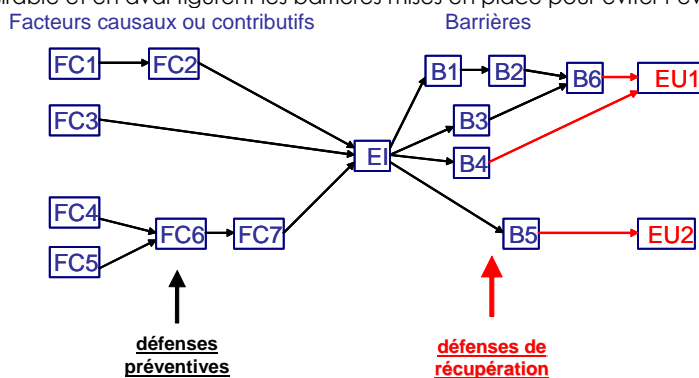 Facteurs causaux ou contributifs
Barrières
FC1
FC2
B1
B2
B6
EU1
FC3
B3
EI
B4
FC4
FC6
FC7
B5
EU2
FC5
défenses
préventives
défenses de
récupération